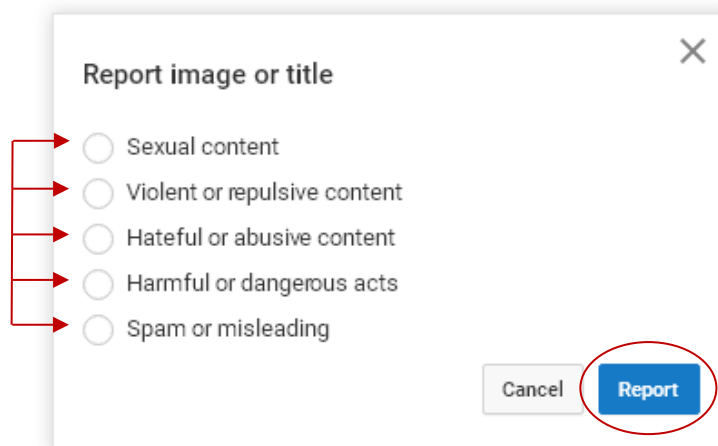 Report image or title
Sexual content
Violent or repulsive content
Hateful or abusive content
Harmful or dangerous acts
Spam or misleading
Cancel Report